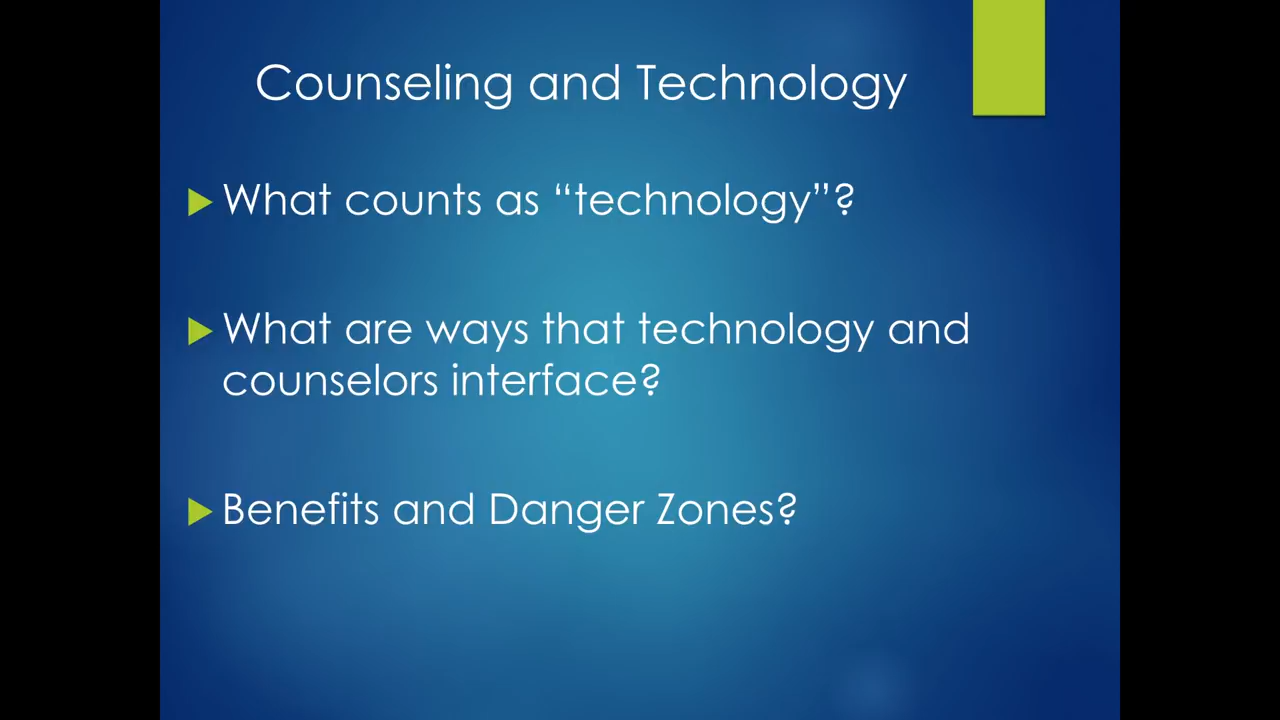 Counseling and Technology
What counts as “technology”?
What are ways that technology and
counselors interface?
Benefits and Danger Zones?